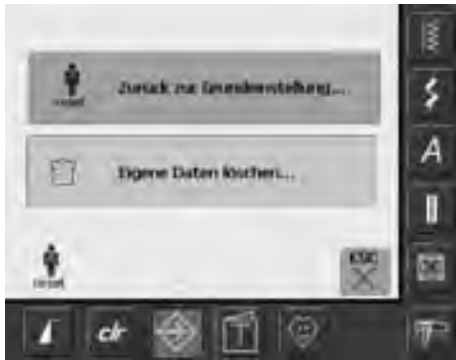 reset
Zurück zur Grundeinstellung...
Eigene Daten löschen...
reset
ESC
A
clr